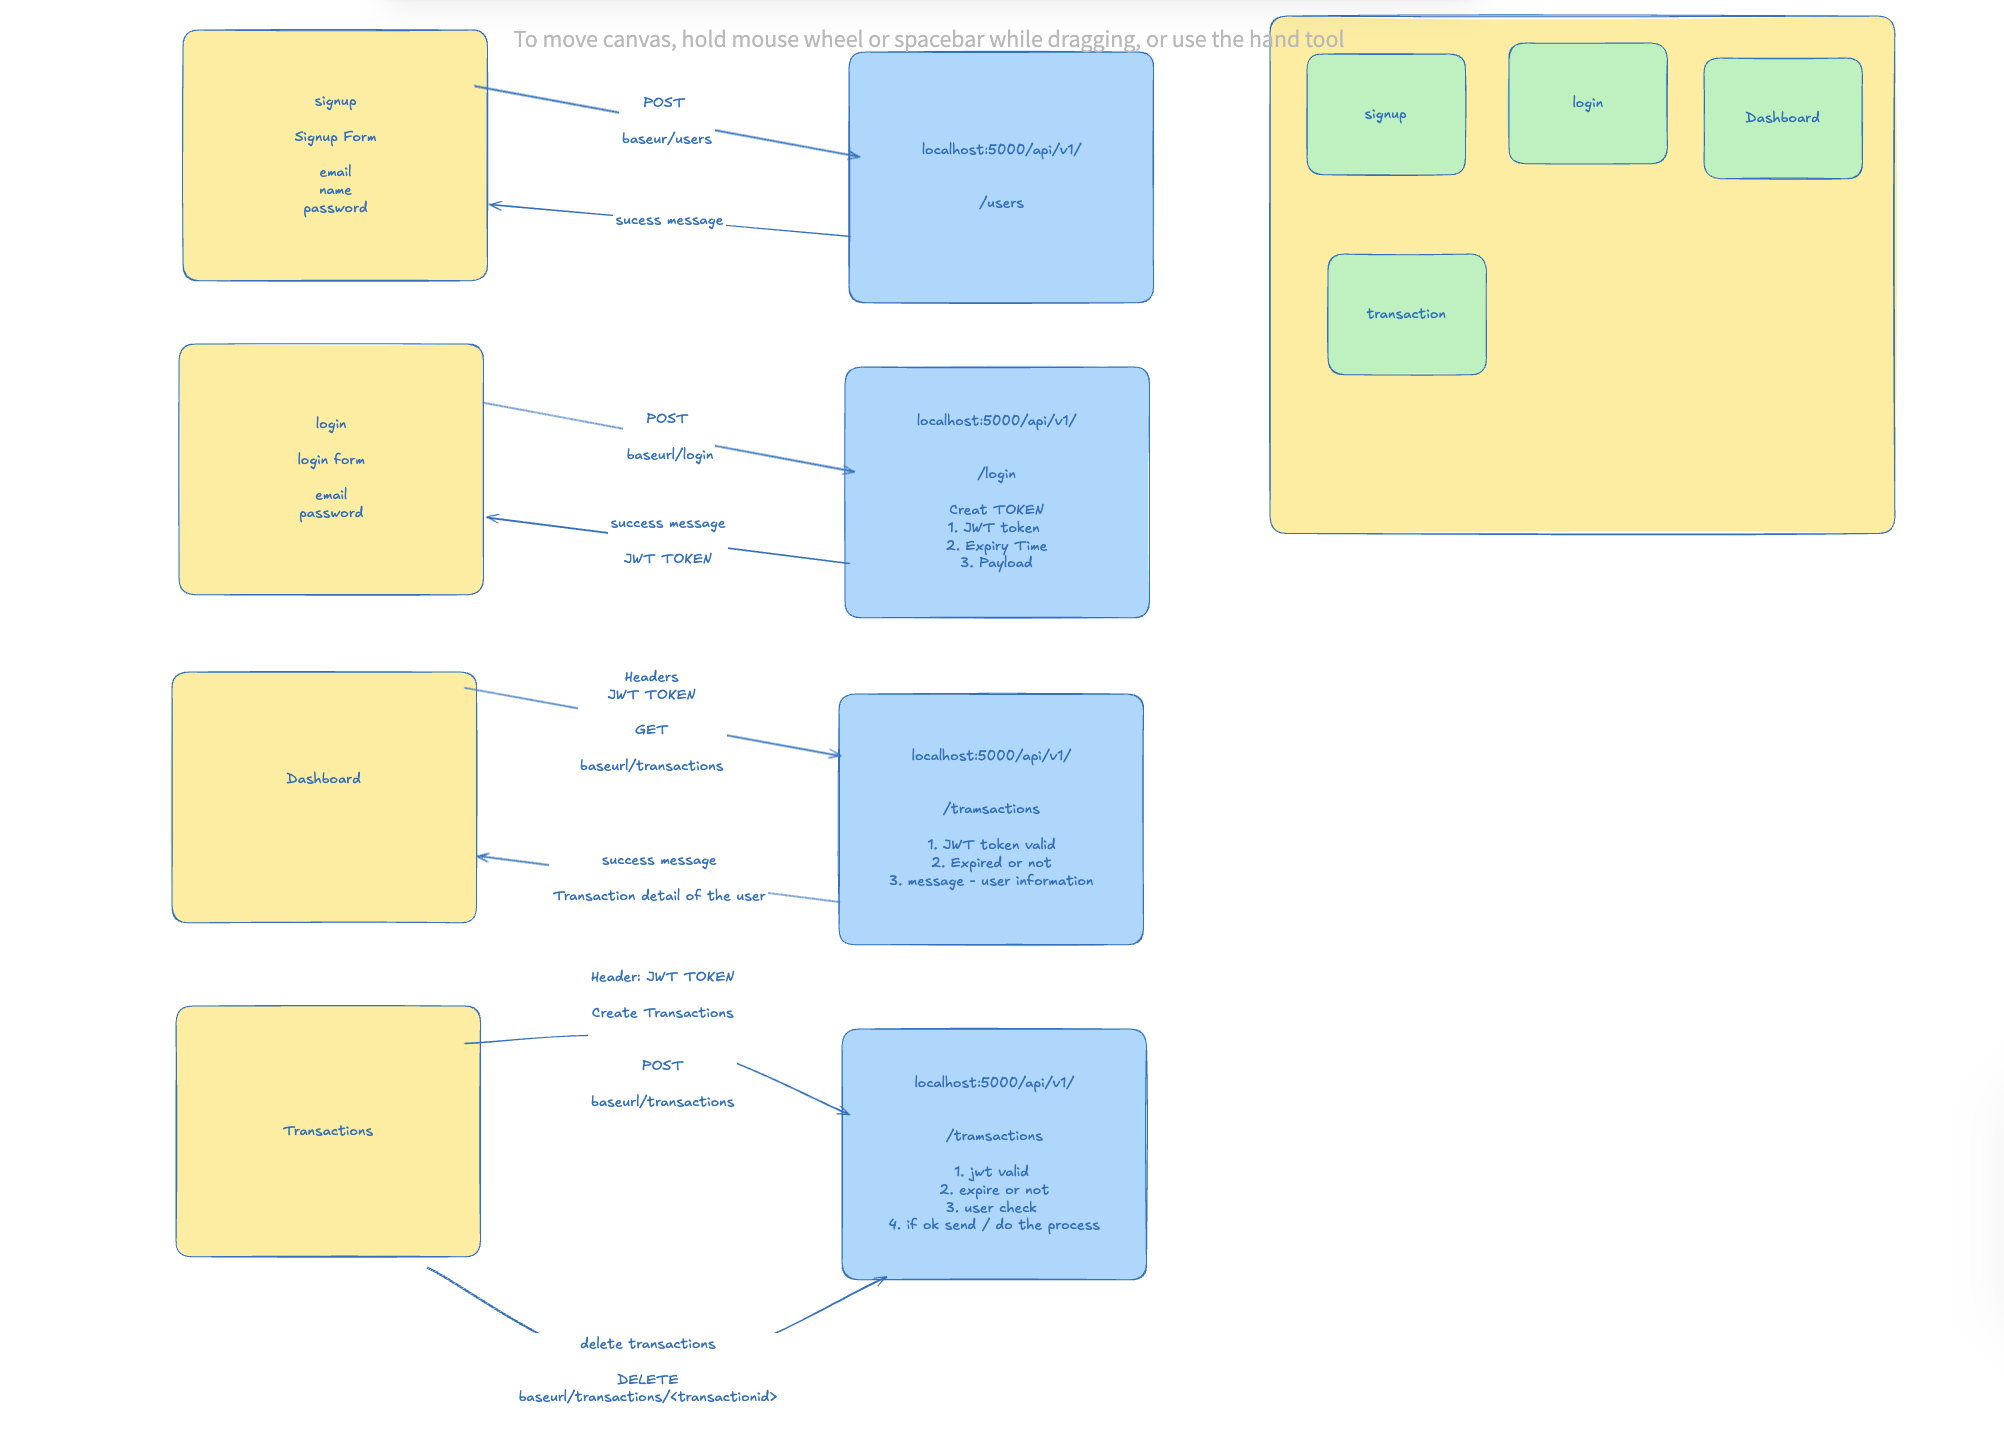 To move canvas, hold mouse wheel or spacebar while dragging, or use the hand tool
signup
Signup Form
email
name
password
POST
baseur/users
sucess message
localhost:5000/api/v1/
/users
signup
login
Dashboard
transaction
login
login form
email
password
POST
baseurl/login
success message
JWT TOKEN
localhost:5000/api/v1/
/login
Creat TOKEN
1. JWT token
2. Expiry Time
3. Payload
Dashboard
Headers
JWT TOKEN
GET
baseurl/transactions
success message
Transaction detail of the user
localhost:5000/api/v1/
/tramsactions
1. JWT token valid
2. Expired or not
3. message - user information
Transactions
Header: JWT TOKEN
Create Transactions
POST
baseurl/transactions
localhost:5000/api/v1/
/tramsactions
1. jwt valid
2. expire or not
3. user check
4. if ok send / do the process
delete transactions
DELETE
baseurl/transactions/<transactionid>